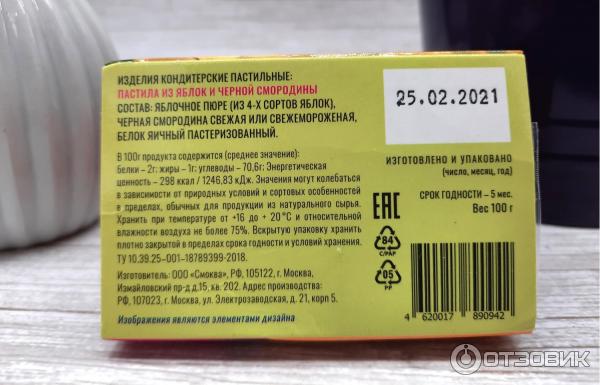 ИЗДЕЛИЯ КОНДИТЕРСКИЕ ПАСТИЛЬНЫЕ:
ПАСТИЛА ИЗ ЯБЛОК И ЧЕРНОЙ СМОРОДИНЫ
СОСТАВ: ЯБЛОЧНОЕ ПЮРЕ (ИЗ 4-Х СОРТОВ ЯБЛОК),
ЧЕРНАЯ СМОРОДИНА СВЕЖАЯ ИЛИ СВЕЖЕМОРОЖЕНАЯ,
БЕЛОК ЯИЧНЫЙ ПАСТЕРИЗОВАННЫЙ.
В 100г продукта содержится (среднее значение):
белки – 2г; жиры – 1г; углеводы – 70,6г; Энергетическая
ценность – 298 ккал / 1246,83 кДж. Значения могут колебаться
в зависимости от природных условий и сортовых особенностей
в пределах, обычных для продукции из натурального сырья.
Хранить при температуре от +16 до + 20°C и относительной
влажности воздуха не более 75%. Вскрытую упаковку хранить
плотно закрытой в пределах срока годности и условий хранения.
ТУ 10.39.25-001-18789399-2018.
Изготовитель: ООО «Смоква», РФ, 105122, г. Москва,
Измайловский пр-д д.15, кв. 202. Адрес производства:
РФ, 107023, г. Москва, ул. Электрозаводская, д. 21, корп 5.
Изображения являются элементами дизайна
25.02.2021
ИЗГОТОВЛЕНО И УПАКОВАНО
(число, месяц, год)
СРОК ГОДНОСТИ – 5 мес.
Вес 100 г
EAC
84
C/PAP
05
PP
4 620017 890942
ОТЗОВИК